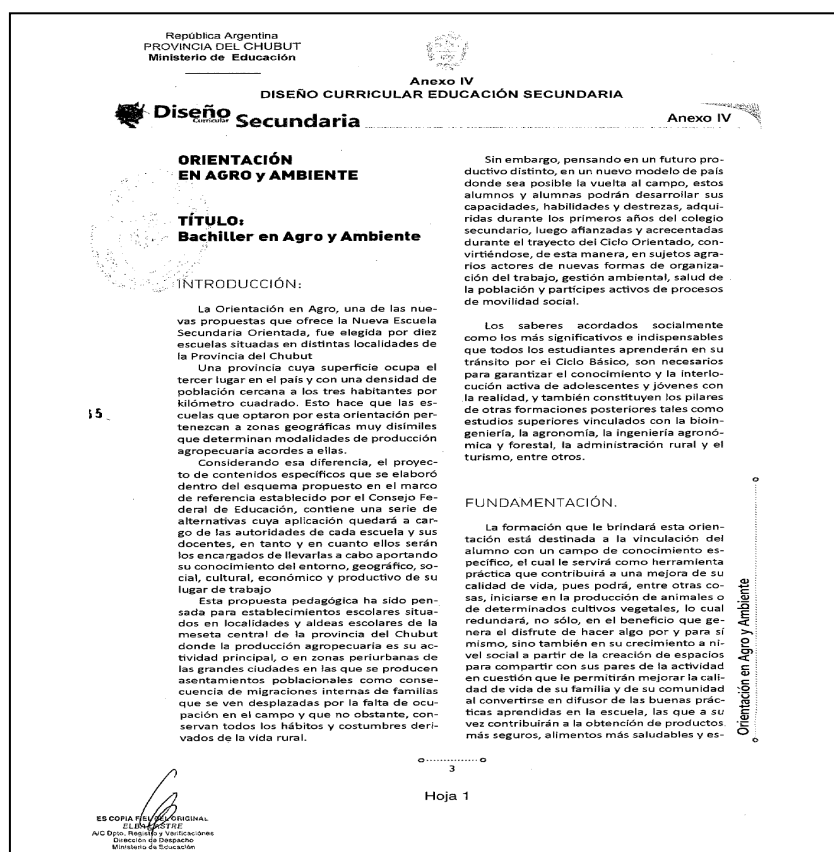 República Argentina
PROVINCIA DEL CHUBUT
Ministerio de Educación
Anexo IV
DISEÑO CURRICULAR EDUCACIÓN SECUNDARIA
Diseño
Curricular
Secundaria
Anexo IV
ORIENTACIÓN
EN AGRO y AMBIENTE
TÍTULO:
Bachiller en Agro y Ambiente
INTRODUCCIÓN:
La Orientación en Agro, una de las nue-
vas propuestas que ofrece la Nueva Escuela
Secundaria Orientada, fue elegida por diez
escuelas situadas en distintas localidades de
la Provincia del Chubut
Una provincia cuya superficie ocupa el
tercer lugar en el país y con una densidad de
población cercana a los tres habitantes por
kilómetro cuadrado. Esto hace que las es-
cuelas que optaron por esta orientación per-
tenezcan a zonas geográficas muy disímiles
que determinan modalidades de producción
agropecuaria acordes a ellas.
Considerando esa diferencia, el proyec-
to de contenidos específicos que se elaboró
dentro del esquema propuesto en el marco
de referencia establecido por el Consejo Fe-
deral de Educación, contiene una serie de
alternativas cuya aplicación quedará a car-
go de las autoridades de cada escuela y sus
docentes, en tanto y en cuanto ellos serán
los encargados de llevarlas a cabo aportando
su conocimiento del entorno, geográfico, so-
cial, cultural, económico y productivo de su
lugar de trabajo
Esta propuesta pedagógica ha sido pen-
sada para establecimientos escolares situa-
dos en localidades y aldeas escolares de la
meseta central de la provincia del Chubut
donde la producción agropecuaria es su ac-
tividad principal, o en zonas periurbanas de
las grandes ciudades en las que se producen
asentamientos poblacionales como conse-
cuencia de migraciones internas de familias
que se ven desplazadas por la falta de ocu-
pación en el campo y que no obstante, con-
servan todos los hábitos y costumbres deri-
vados de la vida rural.
Sin embargo, pensando en un futuro pro-
ductivo distinto, en un nuevo modelo de país
donde sea posible la vuelta al campo, estos
alumnos y alumnas podrán desarrollar sus
capacidades, habilidades y destrezas, adqui-
ridas durante los primeros años del colegio
secundario, luego afianzadas y acrecentadas
durante el trayecto del Ciclo Orientado, con-
virtiéndose, de esta manera, en sujetos agra-
rios actores de nuevas formas de organiza-
ción del trabajo, gestión ambiental, salud de
la población y partícipes activos de procesos
de movilidad social.
Los saberes acordados socialmente
como los más significativos e indispensables
que todos los estudiantes aprenderán en su
tránsito por el Ciclo Básico, son necesarios
para garantizar el conocimiento y la interlo-
cución activa de adolescentes y jóvenes con
la realidad, y también constituyen los pilares
de otras formaciones posteriores tales como
estudios superiores vinculados con la bioin-
geniería, la agronomía, la ingeniería agronó-
mica y forestal, la administración rural y el
turismo, entre otros.
FUNDAMENTACIÓN.
La formación que le brindará esta orien-
tación está destinada a la vinculación del
alumno con un campo de conocimiento es-
pecífico, el cual le servirá como herramienta
práctica que contribuirá a una mejora de su
calidad de vida, pues podrá, entre otras co-
sas, iniciarse en la producción de animales o
de determinados cultivos vegetales, lo cual
redundará, no sólo, en el beneficio que ge-
nera el disfrute de hacer algo por y para sí
mismo, sino también en su crecimiento a ni-
vel social a partir de la creación de espacios
para compartir con sus pares de la actividad
en cuestión que le permitirán mejorar la cali-
dad de vida de su familia y de su comunidad
al convertirse en difusor de las buenas prác-
ticas aprendidas en la escuela, las que a su
vez contribuirán a la obtención de productos
más seguros, alimentos más saludables y es-
Orientación en Agro y Ambiente
3
Hoja 1
ES COPIA FIEL DEL ORIGINAL
A/C Dpto. Registro y Verificaciones
Dirección de Despacho
Ministerio de Educación